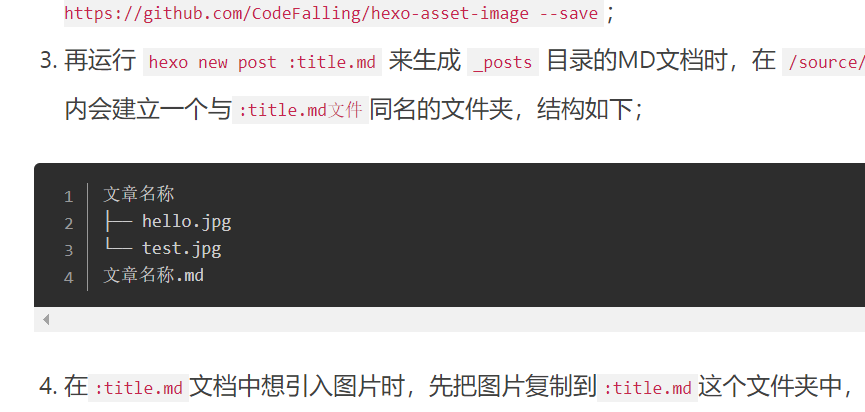 https://github.com/CodeFalling/hexo-asset-image --save；
3. 再运行 hexo new post :title.md 来生成 _posts 目录的MD文档时，在 /source/
内会建立一个与:title.md文件同名的文件夹，结构如下；
1 文章名称
2 ├── hello.jpg
3 └── test.jpg
4 文章名称.md
4. 在:title.md文档中想引入图片时，先把图片复制到:title.md这个文件夹中，